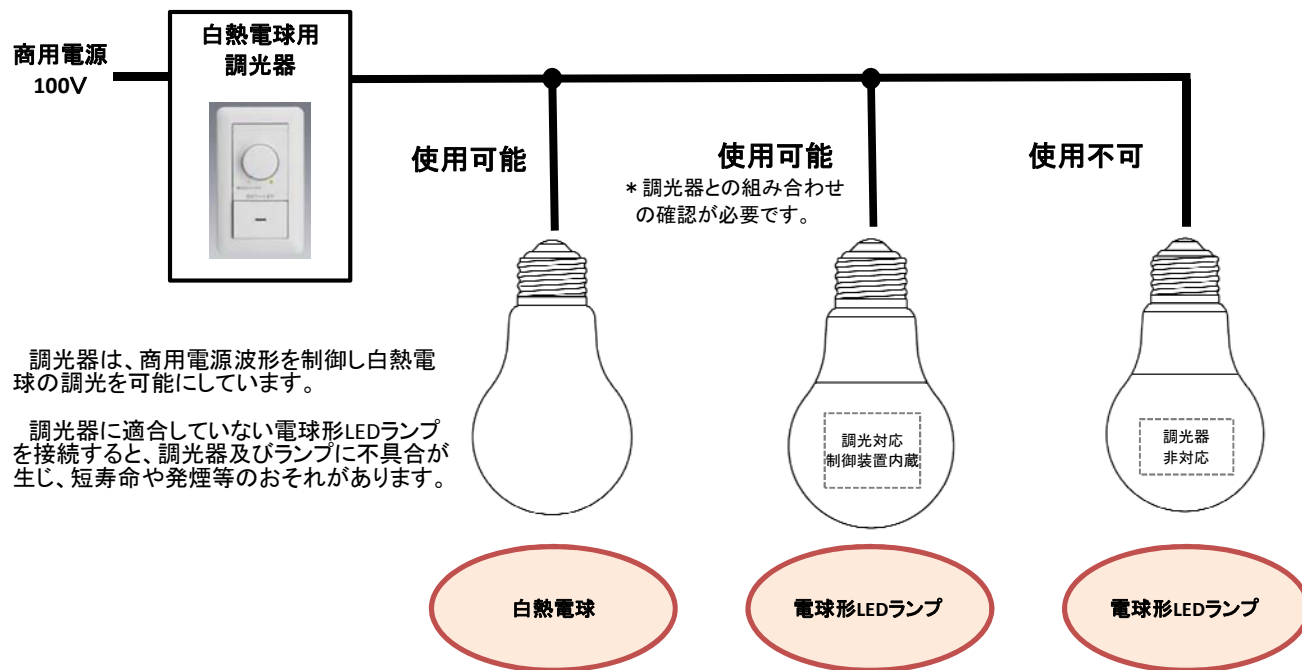 商用電源
100V
白熱電球用
調光器
使用可能
使用可能
*調光器との組み合わせ
の確認が必要です。
使用不可
調光器は、商用電源波形を制御し白熱電
球の調光を可能にしています。
調光器に適合していない電球形LEDランプ
を接続すると、調光器及びランプに不具合が
生じ、短寿命や発煙等のおそれがあります。
調光対応
制御装置内蔵
調光器
非対応
白熱電球
電球形LEDランプ
電球形LEDランプ